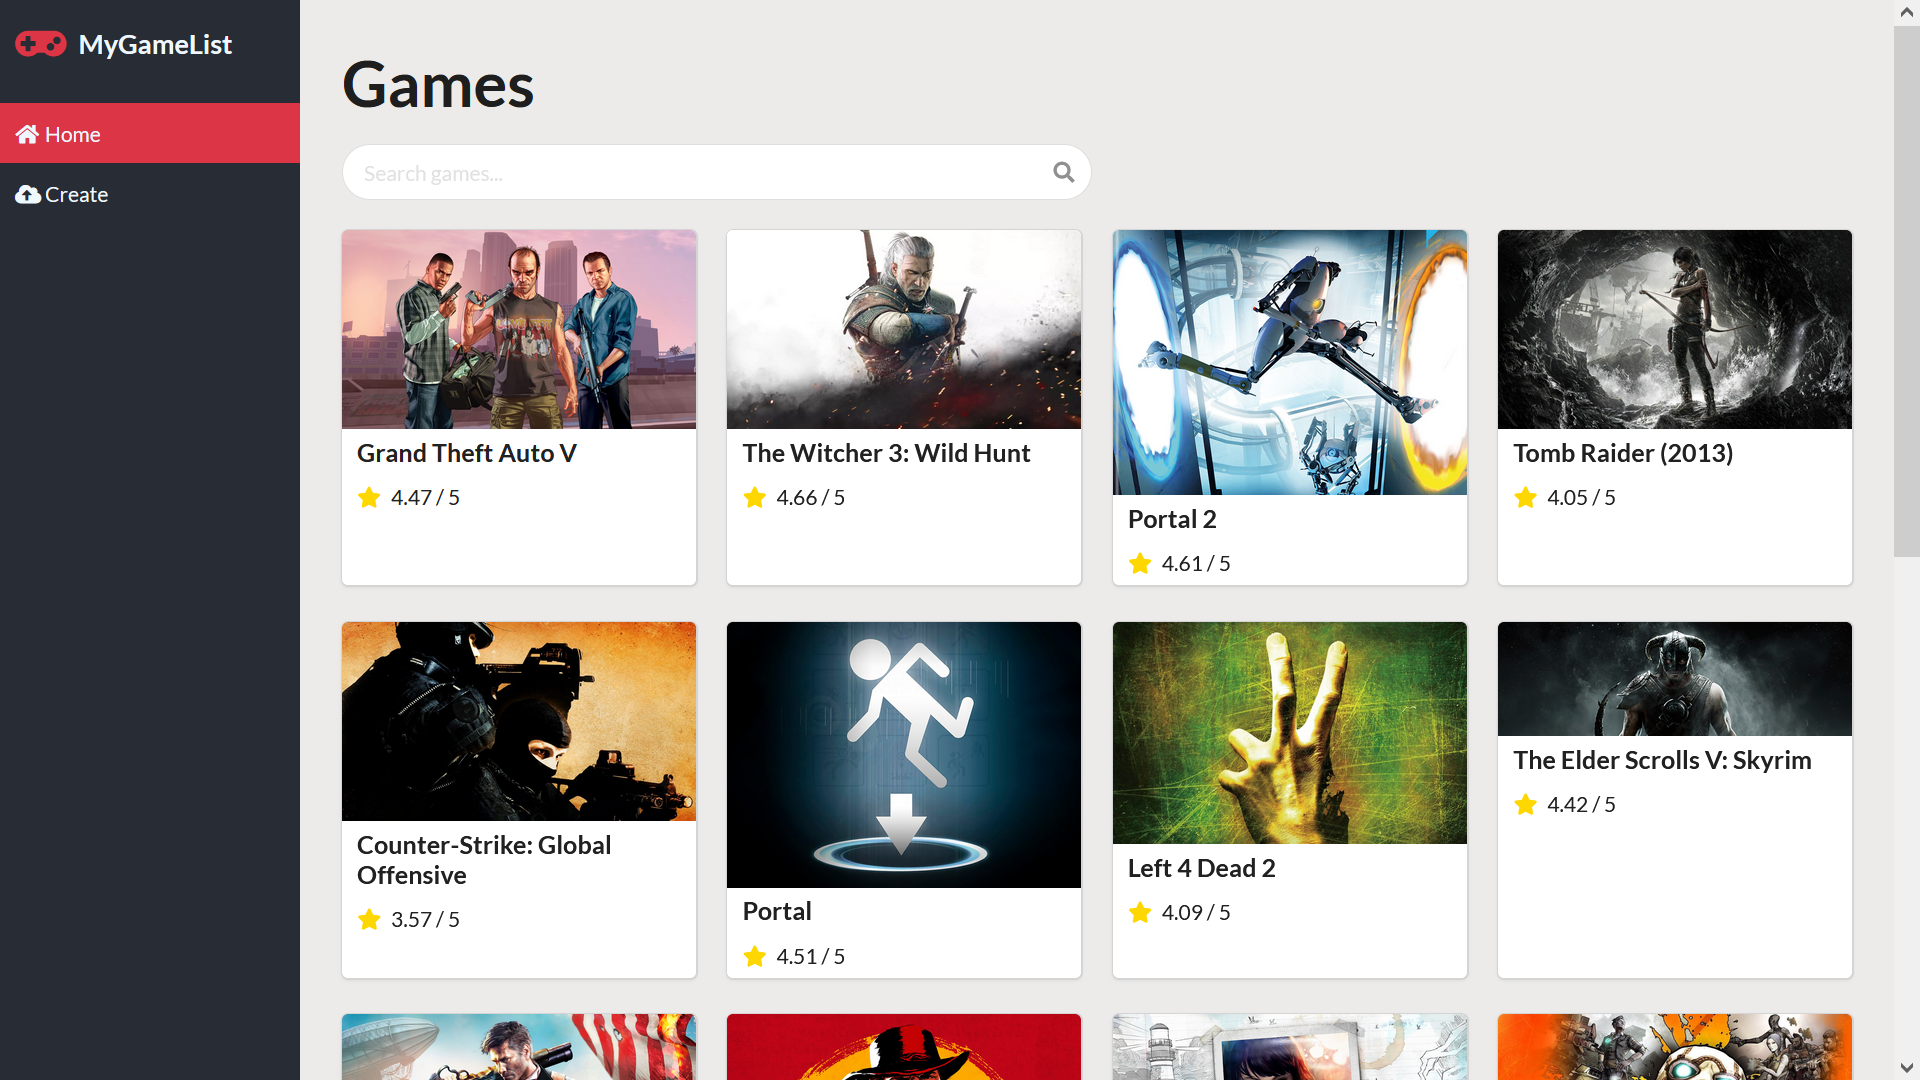 MyGameList
Home
Create
Games
Search games...
Grand Theft Auto V
4.47 / 5
The Witcher 3: Wild Hunt
4.66 / 5
Portal 2
4.61 / 5
Tomb Raider (2013)
4.05 / 5
Counter-Strike: Global
Offensive
3.57 / 5
Portal
4.51 / 5
Left 4 Dead 2
4.09 / 5
The Elder Scrolls V: Skyrim
4.42 / 5